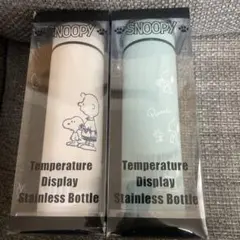 SNOOPY
Temperature
Display
Stainless Bottle
SNOOPY
Temperature
Display
Stainless Bottle